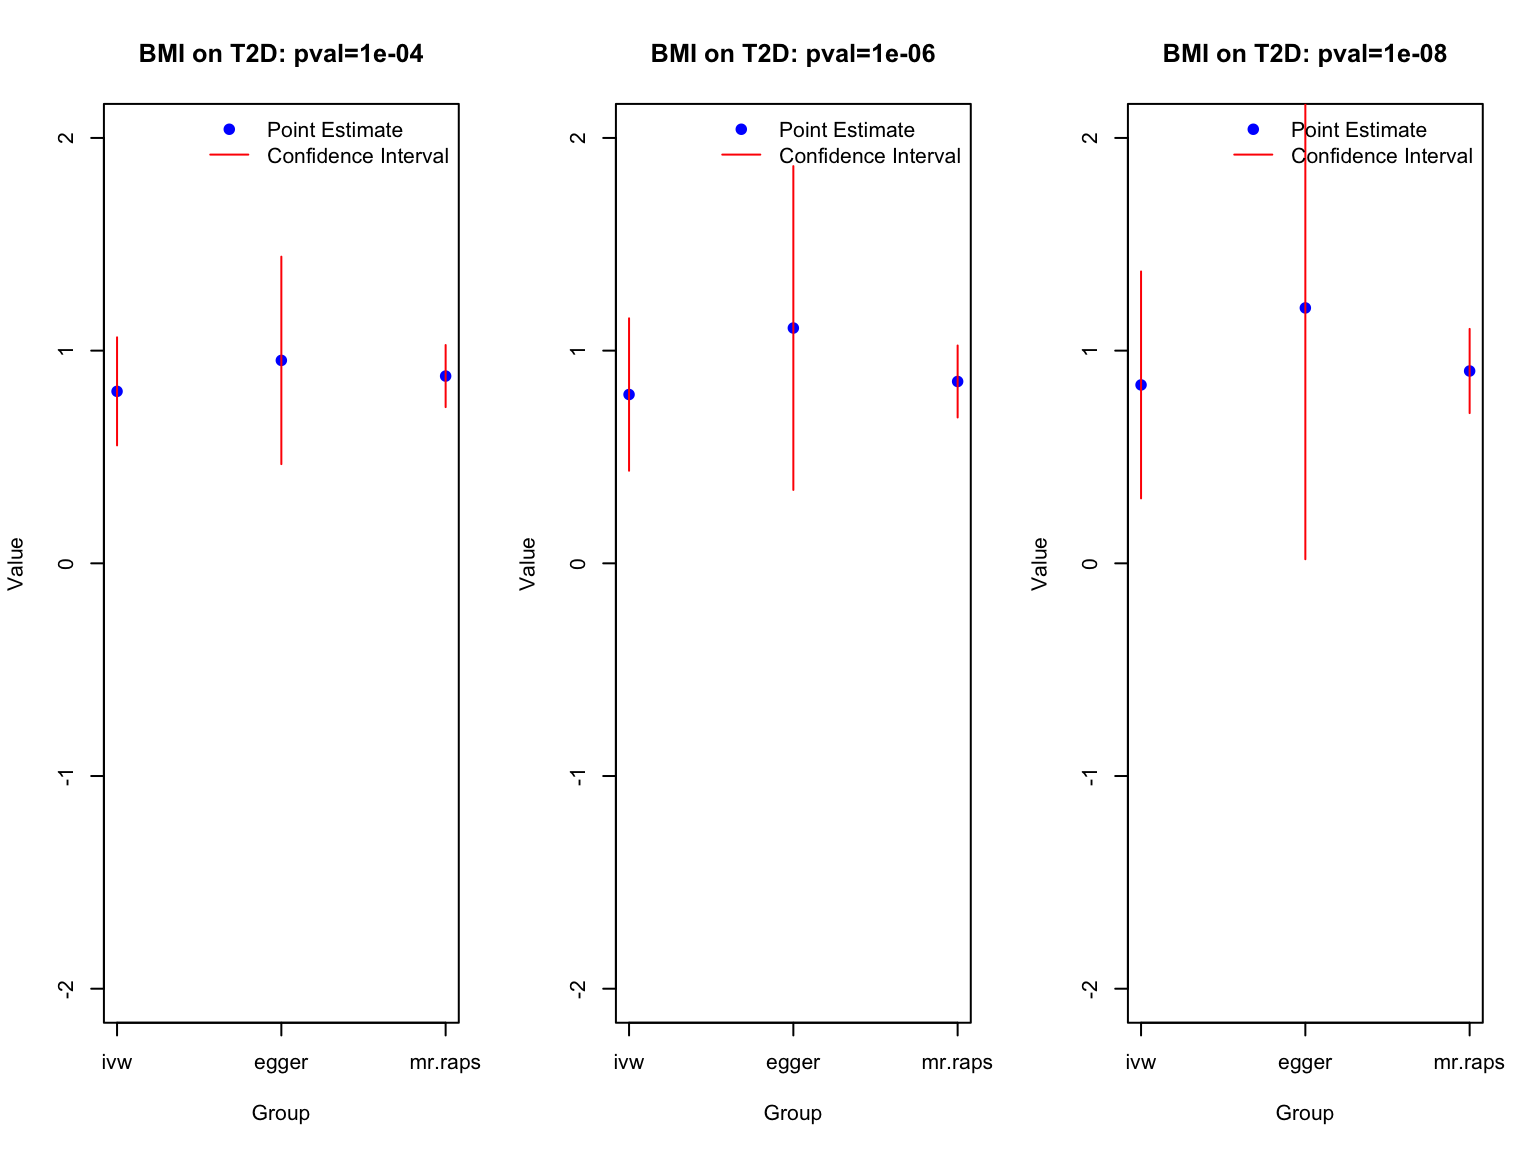 BMI on T2D: pval=1e-04
Point Estimate
Confidence Interval
Value
2
1
0
-1
-2
ivw
egger
mr.raps
Group
BMI on T2D: pval=1e-06
Point Estimate
Confidence Interval
Value
2
1
0
-1
-2
ivw
egger
mr.raps
Group
BMI on T2D: pval=1e-08
Point Estimate
Confidence Interval
Value
2
1
0
-1
-2
ivw
egger
mr.raps
Group